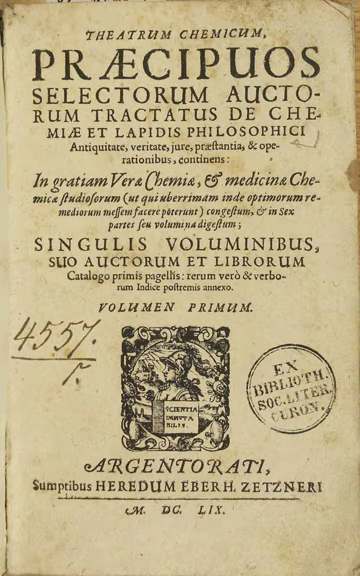 THEATRUM CHEMICUM,
PRÆCIPUOS
SELECTORUM AUCTO-
RUM TRACTATUS DE CHE-
MIÆ ET LAPIDIS PHILOSOPHICI
Antiquitate, veritate, jure, præstantia, & ope-
rationibus, continens:
In gratiam Veræ Chemiæ, & medicinæ Che-
micæ studiosorum (ut qui uberrimam inde optimorum re-
mediorum messem facere poterunt) congestum, & in Sex
partes seu volumina digestum;
SINGULIS VOLUMINIBUS,
SUO AUCTORUM ET LIBRORUM
Catalogo primis pagellis: rerum verò & verbo-
rum Indice postremis annexo.
VOLUMEN PRIMUM.
4557.
SCIENTIA
IMMUTA
BILIS.
EX
BIBLIOTH.
SOC. LITER.
CURON.
ARGENTORATI,
Sumptibus HEREDUM EBERH. ZETZNERI
M. DC. LIX.